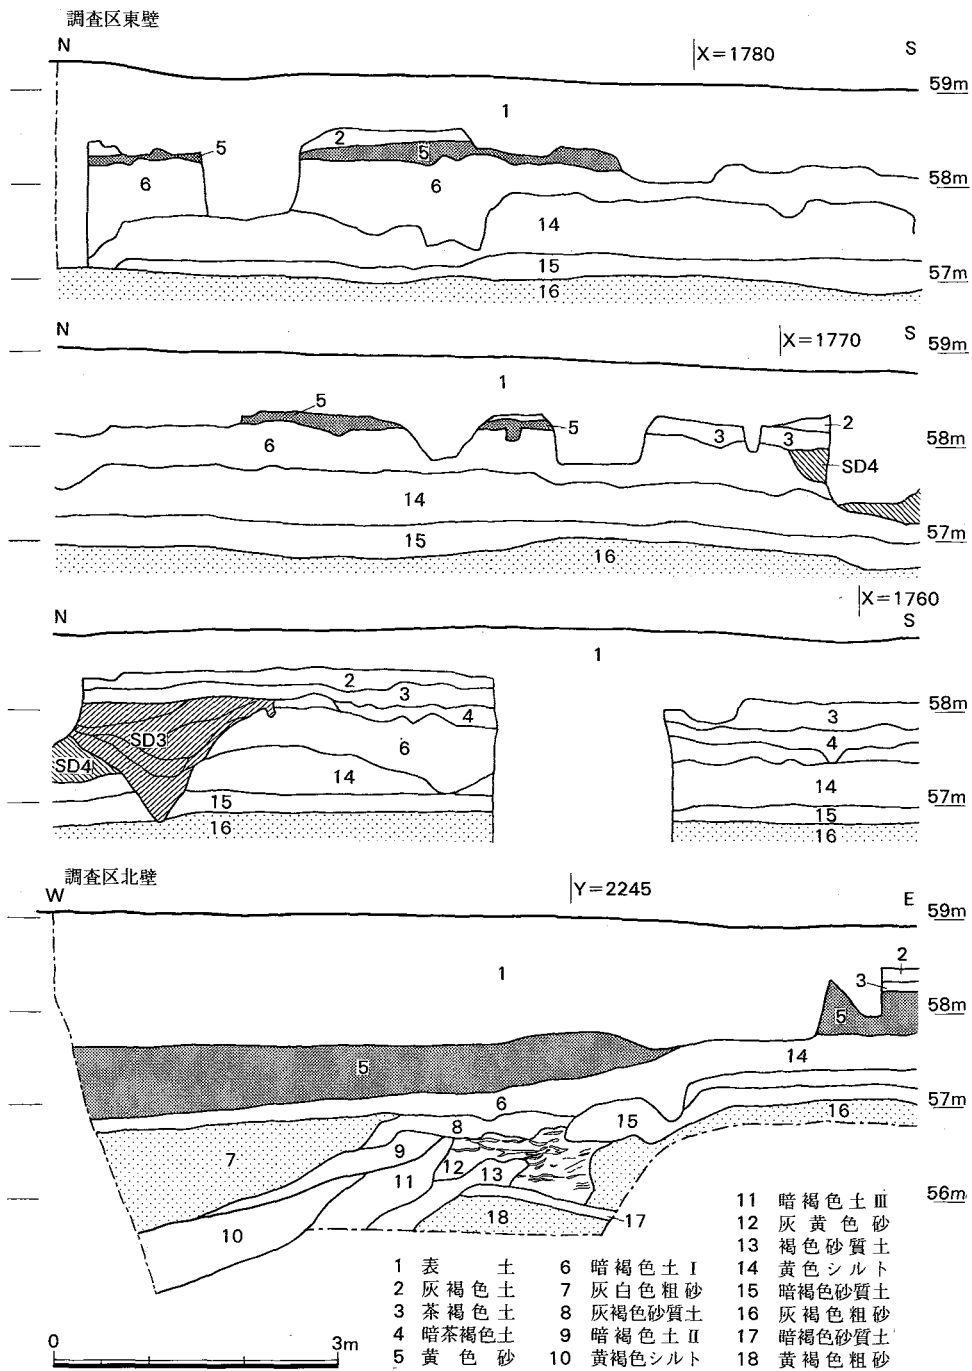 調査区東壁
N
X=1780
S
59m
1
2
5
5
6
6
58m
14
15
57m
16
N
X=1770
S
59m
1
5
2
5
3
3
6
58m
SD4
14
57m
15
16
X=1760
N
S
1
2
3
58m
3
4
SD3
4
6
SD4
14
14
15
57m
15
16
16
調査区北壁
W
Y=2245
E
59m
2
1
3
58m
5
14
5
6
57m
16
15
8
7
9
12
13
11
56m
18
17
10
1 表土
2 灰褐色土
3 茶褐色土
4 暗茶褐色土
5 黄色砂
6 暗褐色土Ⅰ
7 灰白色粗砂
8 灰褐色砂質土
9 暗褐色土Ⅱ
10 黄褐色シルト
11 暗褐色土Ⅲ
12 灰黄色砂
13 褐色砂質土
14 黄色シルト
15 暗褐色砂質土
16 灰褐色粗砂
17 暗褐色砂質土
18 黄褐色粗砂
0 3m